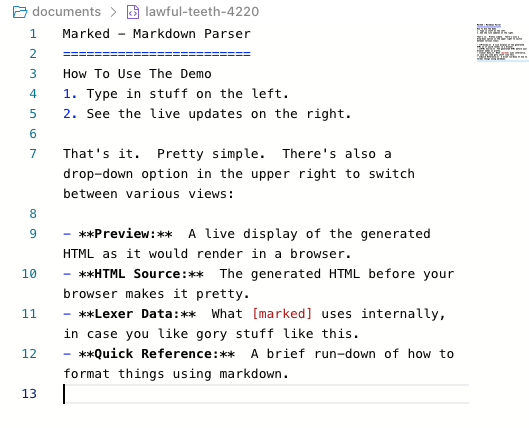 documents > lawful-teeth-4220
1 Marked - Markdown Parser
2 ========================
3 How To Use The Demo
4 1. Type in stuff on the left.
5 2. See the live updates on the right.
6
7 That's it.  Pretty simple.  There's also a
drop-down option in the upper right to switch
between various views:
8
9 - **Preview:**  A live display of the generated
HTML as it would render in a browser.
10 - **HTML Source:**  The generated HTML before your
browser makes it pretty.
11 - **Lexer Data:**  What [marked] uses internally,
in case you like gory stuff like this.
12 - **Quick Reference:**  A brief run-down of how to
format things using markdown.
13